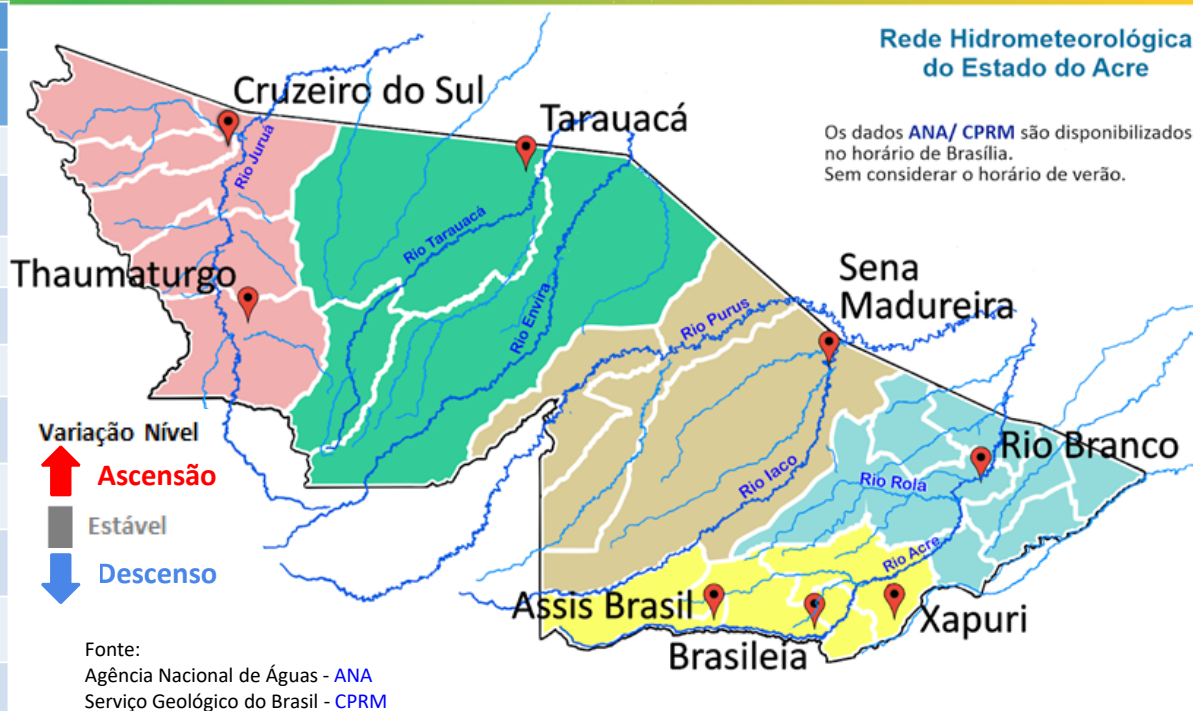 Rede Hidrometeorológica
do Estado do Acre
Os dados ANA/ CPRM são disponibilizados
no horário de Brasília.
Sem considerar o horário de verão.
Cruzeiro do Sul
Tarauacá
Rio Juruá
Rio Tarauacá
Thaumaturgo
Rio Envira
Sena
Madureira
Rio Purus
Variação Nível
Ascensão
Estável
Descenso
Rio Branco
Rio Iaco
Rio Rola
Rio Acre
Assis Brasil
Xapuri
Brasileia
Fonte:
Agência Nacional de Águas - ANA
Serviço Geológico do Brasil - CPRM